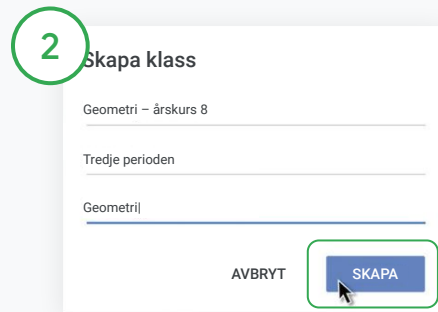 2
Skapa klass
Geometri – årskurs 8
Tredje perioden
Geometri
AVBRYT SKAPA